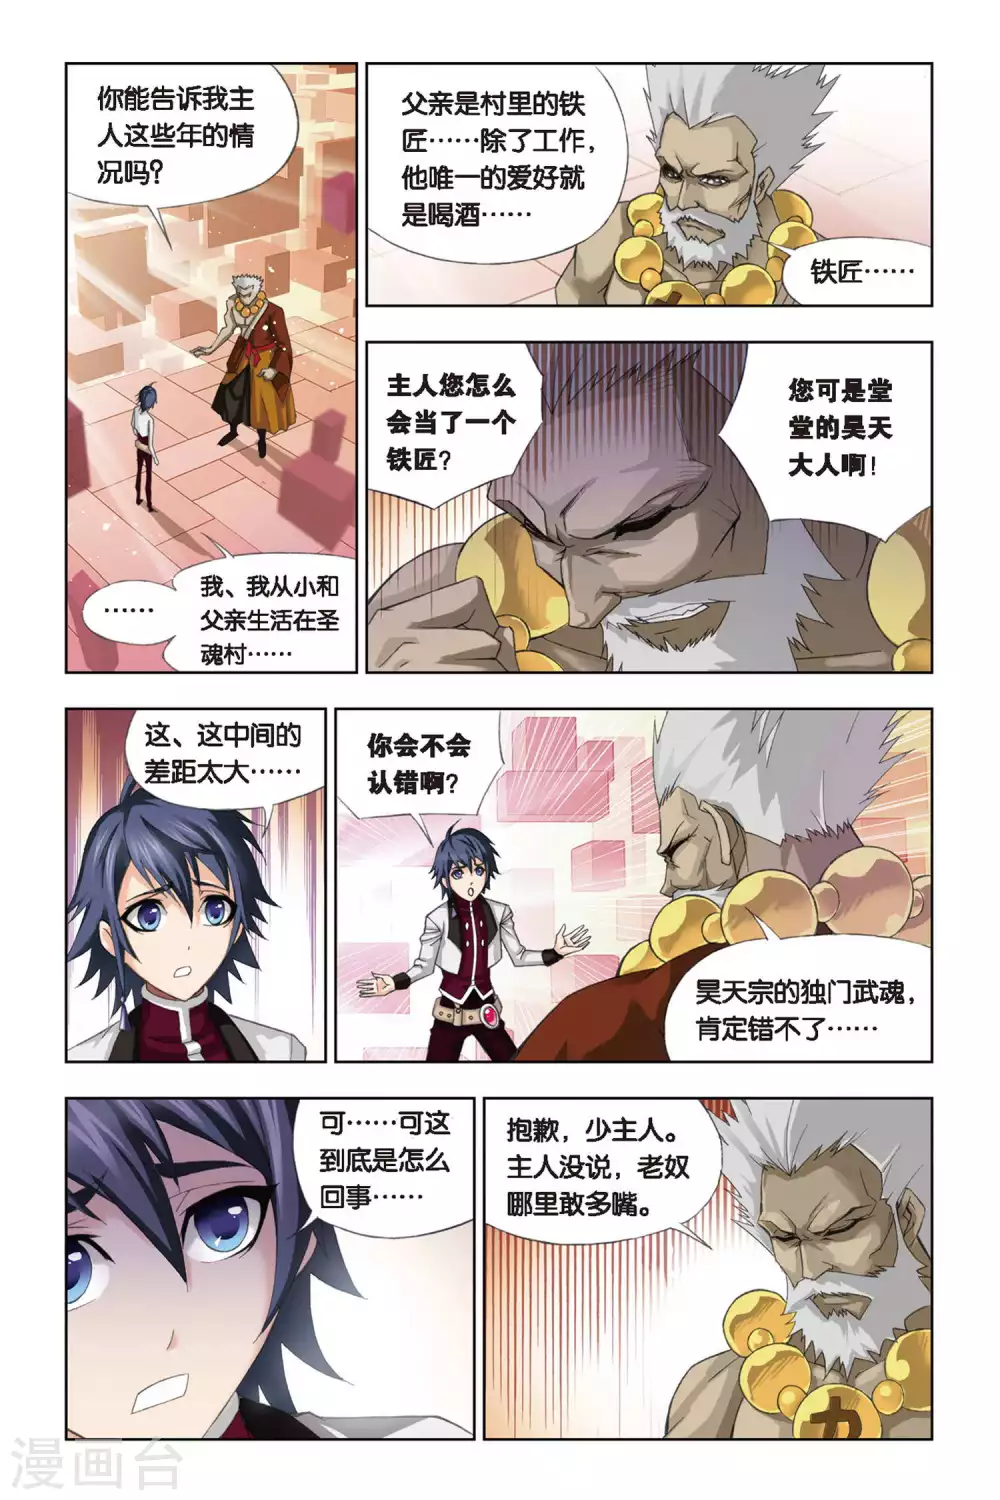 你能告诉我主
人这些年的情
况吗?
……
我、我从小和
父亲生活在圣
魂村……
父亲是村里的铁
匠……除了工作，
他唯一的爱好就
是喝酒……
铁匠……
主人您怎么
会当了一个
铁匠?
您可是堂
堂的昊天
大人啊!
这、这中间的
差距太大……
你会不会
认错啊?
昊天宗的独门武魂，
肯定错不了……
可……可这
到底是怎么
回事……
抱歉，少主人。
主人没说，老奴
哪里敢多嘴。
力
漫画台